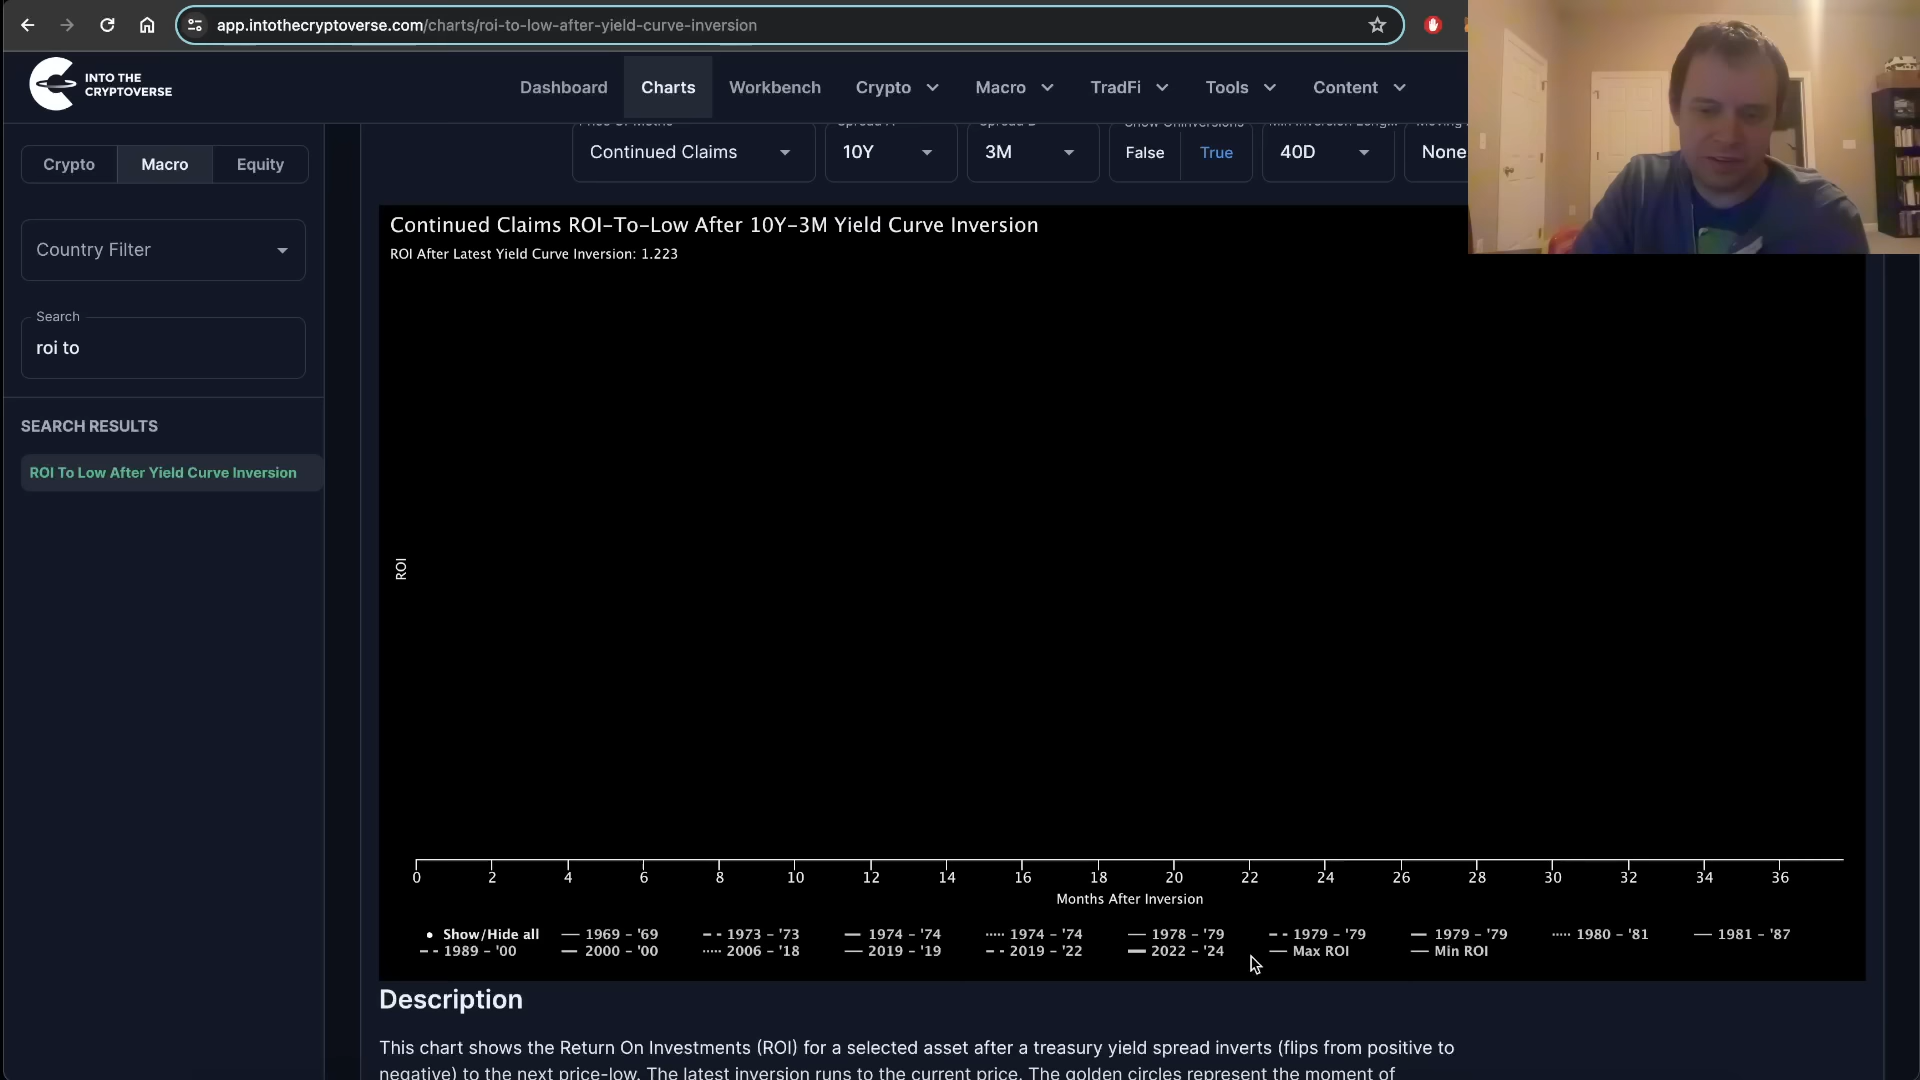 app.intothecryptoverse.com/charts/roi-to-low-after-yield-curve-inversion
INTO THE
CRYPTOVERSE
Dashboard
Charts
Workbench
Crypto
Macro
TradFi
Tools
Content
Crypto
Macro
Equity
Country Filter
Search
roi to
SEARCH RESULTS
ROI To Low After Yield Curve Inversion
Continued Claims
10Y
3M
False
True
40D
None
Continued Claims ROI-To-Low After 10Y-3M Yield Curve Inversion
ROI After Latest Yield Curve Inversion: 1.223
ROI
0 2 4 6 8 10 12 14 16 18 20 22 24 26 28 30 32 34 36
Months After Inversion
Show/Hide all 1969 - '69 1973 - '73 1974 - '74 1974 - '74 1978 - '79 1979 - '79 1979 - '79 1980 - '81 1981 - '87
1989 - '00 2000 - '00 2006 - '18 2019 - '19 2019 - '22 2022 - '24 Max ROI Min ROI
Description
This chart shows the Return On Investments (ROI) for a selected asset after a treasury yield spread inverts (flips from positive to
negative) to the next price-low. The latest inversion runs to the current price. The golden circles represent the moment of